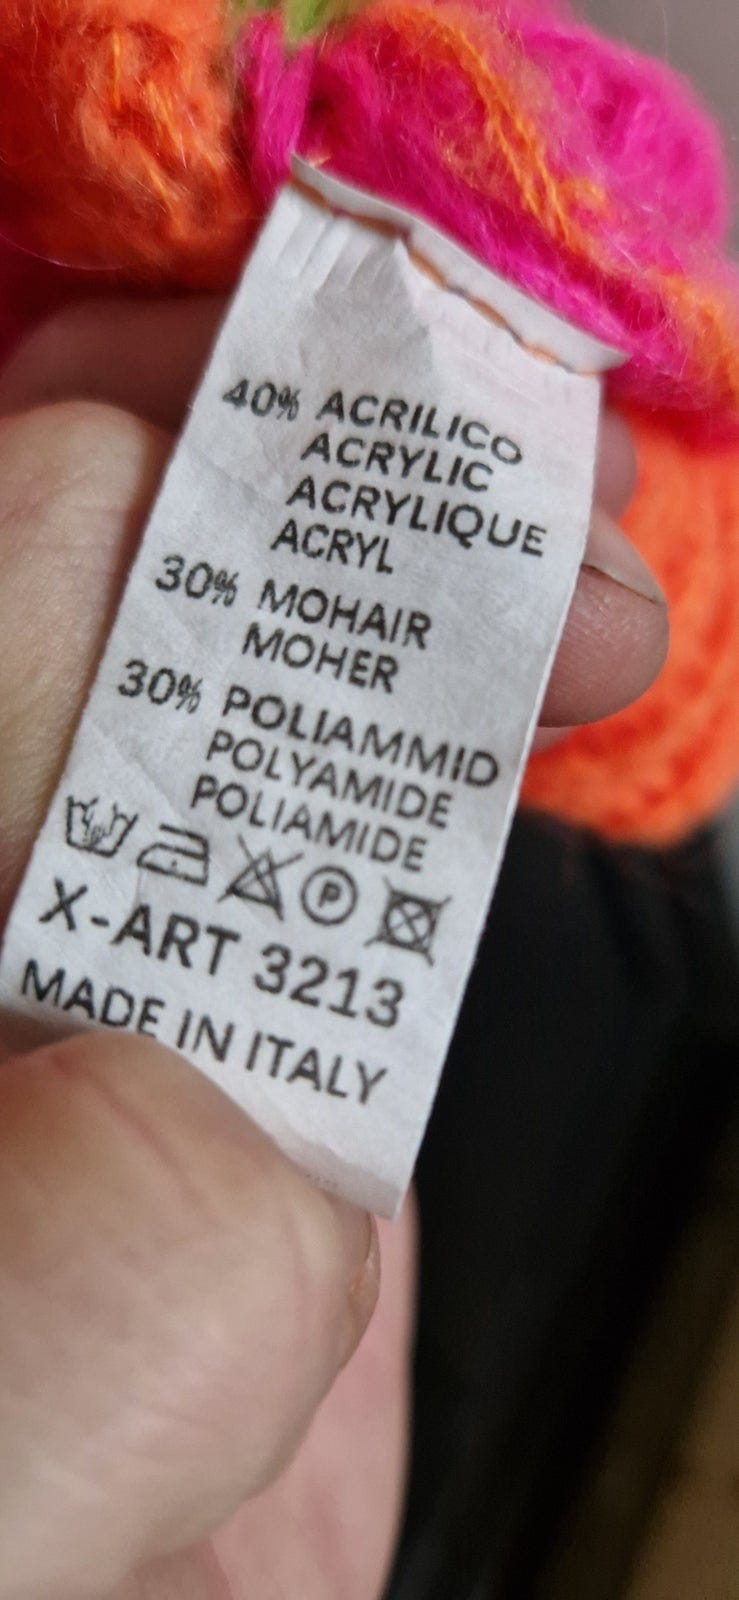 40% ACRILICO
ACRYLIC
ACRYLIQUE
ACRYL
30% MOHAIR
MOHER
30% POLIAMMID
POLYAMIDE
POLIAMIDE
P
X-ART 3213
MADE IN ITALY